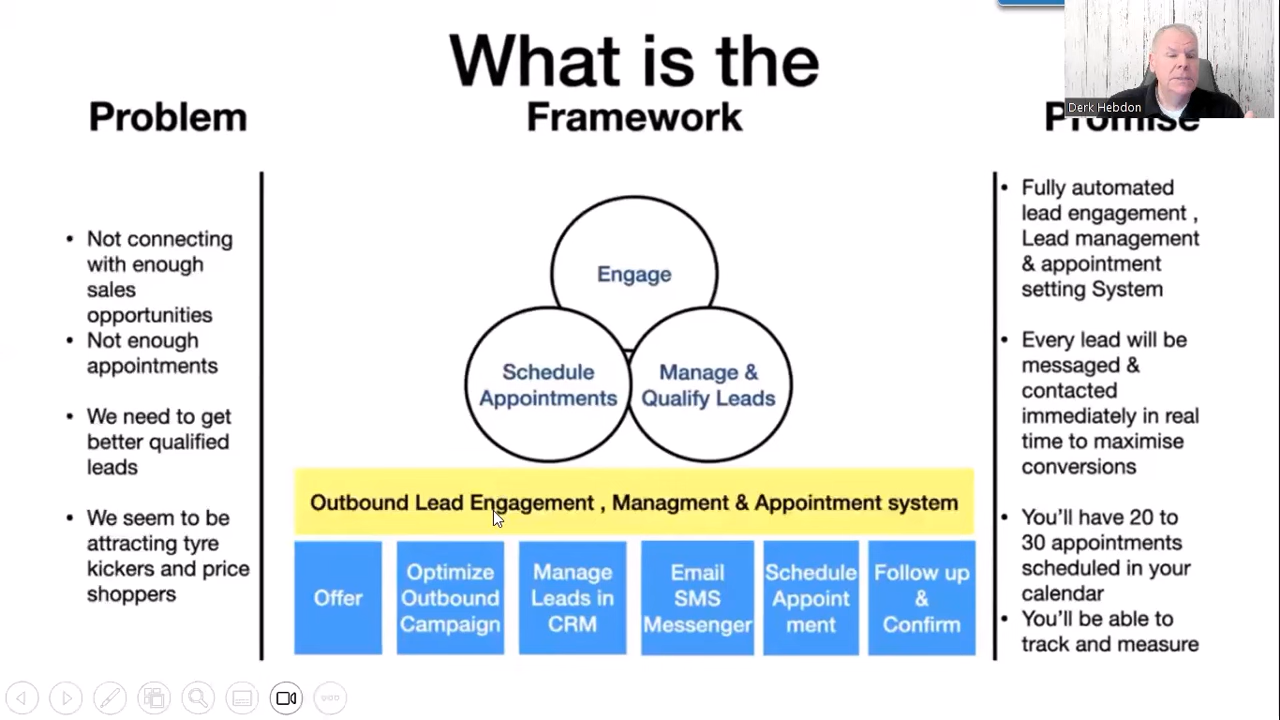 What is the
Problem
Framework
Promise
Derk Hebdon
• Not connecting
with enough
sales
opportunities
• Not enough
appointments
• We need to get
better qualified
leads
• We seem to be
attracting tyre
kickers and price
shoppers
Engage
Schedule
Appointments
Manage &
Qualify Leads
Outbound Lead Engagement , Managment & Appointment system
Offer
Optimize
Outbound
Campaign
Manage
Leads in
CRM
Email
SMS
Messenger
Schedule
Appoint
ment
Follow up
&
Confirm
• Fully automated
lead engagement ,
Lead management
& appointment
setting System
• Every lead will be
messaged &
contacted
immediately in real
time to maximise
conversions
• You’ll have 20 to
30 appointments
scheduled in your
calendar
• You’ll be able to
track and measure